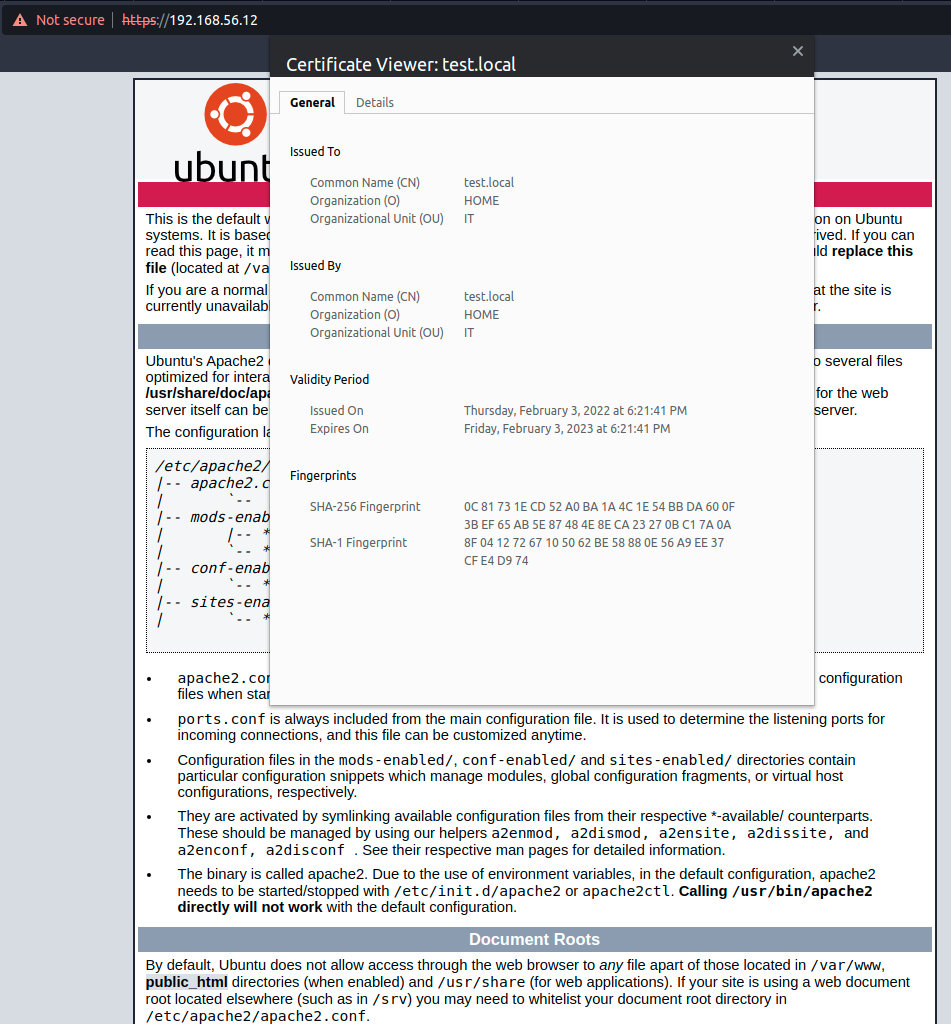 Not secure | https://192.168.56.12
Certificate Viewer: test.local
General Details
Issued To
Common Name (CN) test.local
Organization (O) HOME
Organizational Unit (OU) IT
Issued By
Common Name (CN) test.local
Organization (O) HOME
Organizational Unit (OU) IT
Validity Period
Issued On Thursday, February 3, 2022 at 6:21:41 PM
Expires On Friday, February 3, 2023 at 6:21:41 PM
Fingerprints
SHA-256 Fingerprint 0C 81 73 1E CD 52 A0 BA 1A 4C 1E 54 BB DA 60 0F
3B EF 65 AB 5E 87 48 4E 8E CA 23 27 0B C1 7A 0A
SHA-1 Fingerprint 8F 04 12 72 67 10 50 62 BE 58 88 0E 56 A9 EE 37
CF E4 D9 74
ubunt
This is the default on on Ubuntu
systems. It is based If you can
read this page, it replace this
file (located at /va
If you are a normal at the site is
currently
Ubuntu's Apache2 several files
optimized for
/usr/share/doc/apa for the web
server itself can be server.
The configuration
/etc/apache2/
|-- apache2.c
| `--
|-- mods-enab
| |-- *
| `-- *
|-- conf-enab
| `-- *
|-- sites-ena
| `-- *
• apache2.con configuration
files when star
• ports.conf is always included from the main configuration file. It is used to determine the listening ports for
incoming connections, and this file can be customized anytime.
• Configuration files in the mods-enabled/, conf-enabled/ and sites-enabled/ directories contain
particular configuration snippets which manage modules, global configuration fragments, or virtual host
configurations, respectively.
• They are activated by symlinking available configuration files from their respective *-available/ counterparts.
These should be managed by using our helpers a2enmod, a2dismod, a2ensite, a2dissite, and
a2enconf, a2disconf . See their respective man pages for detailed information.
• The binary is called apache2. Due to the use of environment variables, in the default configuration, apache2
needs to be started/stopped with /etc/init.d/apache2 or apache2ctl. Calling /usr/bin/apache2
directly will not work with the default configuration.
Document Roots
By default, Ubuntu does not allow access through the web browser to any file apart of those located in /var/www,
public_html directories (when enabled) and /usr/share (for web applications). If your site is using a web document
root located elsewhere (such as in /srv) you may need to whitelist your document root directory in
/etc/apache2/apache2.conf.